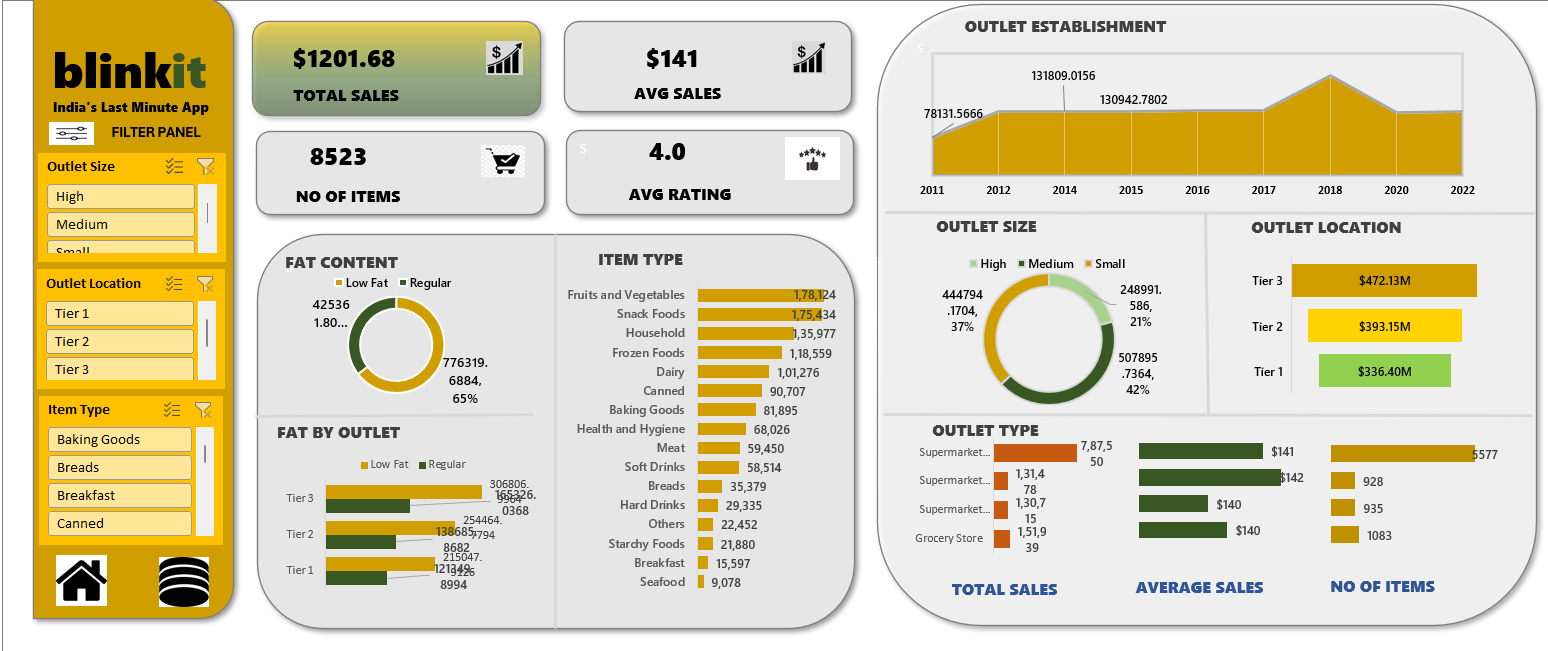 blinkit
India's Last Minute App
FILTER PANEL
Outlet Size
High
Medium
Small
Outlet Location
Tier 1
Tier 2
Tier 3
Item Type
Baking Goods
Breads
Breakfast
Canned
$1201.68
$
TOTAL SALES
$141
$
AVG SALES
8523
NO OF ITEMS
$
4.0
AVG RATING
FAT CONTENT
Low Fat
Regular
42536
1.80...
776319.
6884,
65%
FAT BY OUTLET
Low Fat
Regular
Tier 3
306806.
165326.
0368
Tier 2
254464.
7794
138685.
8682
Tier 1
215047.
121349.
8994
ITEM TYPE
Fruits and Vegetables 1,78,124
Snack Foods 1,75,434
Household 1,35,977
Frozen Foods 1,18,559
Dairy 1,01,276
Canned 90,707
Baking Goods 81,895
Health and Hygiene 68,026
Meat 59,450
Soft Drinks 58,514
Breads 35,379
Hard Drinks 29,335
Others 22,452
Starchy Foods 21,880
Breakfast 15,597
Seafood 9,078
OUTLET ESTABLISHMENT
$
78131.5666
131809.0156
130942.7802
2011 2012 2014 2015 2016 2017 2018 2020 2022
OUTLET SIZE
High
Medium
Small
444794
.1704,
37%
248991.
586,
21%
507895
.7364,
42%
OUTLET LOCATION
Tier 3 $472.13M
Tier 2 $393.15M
Tier 1 $336.40M
OUTLET TYPE
Supermarket...
7,87,5
50
Supermarket...
1,31,4
78
Supermarket...
1,30,7
15
Grocery Store
1,51,9
39
TOTAL SALES
$141
$142
$140
$140
AVERAGE SALES
5577
928
935
1083
NO OF ITEMS